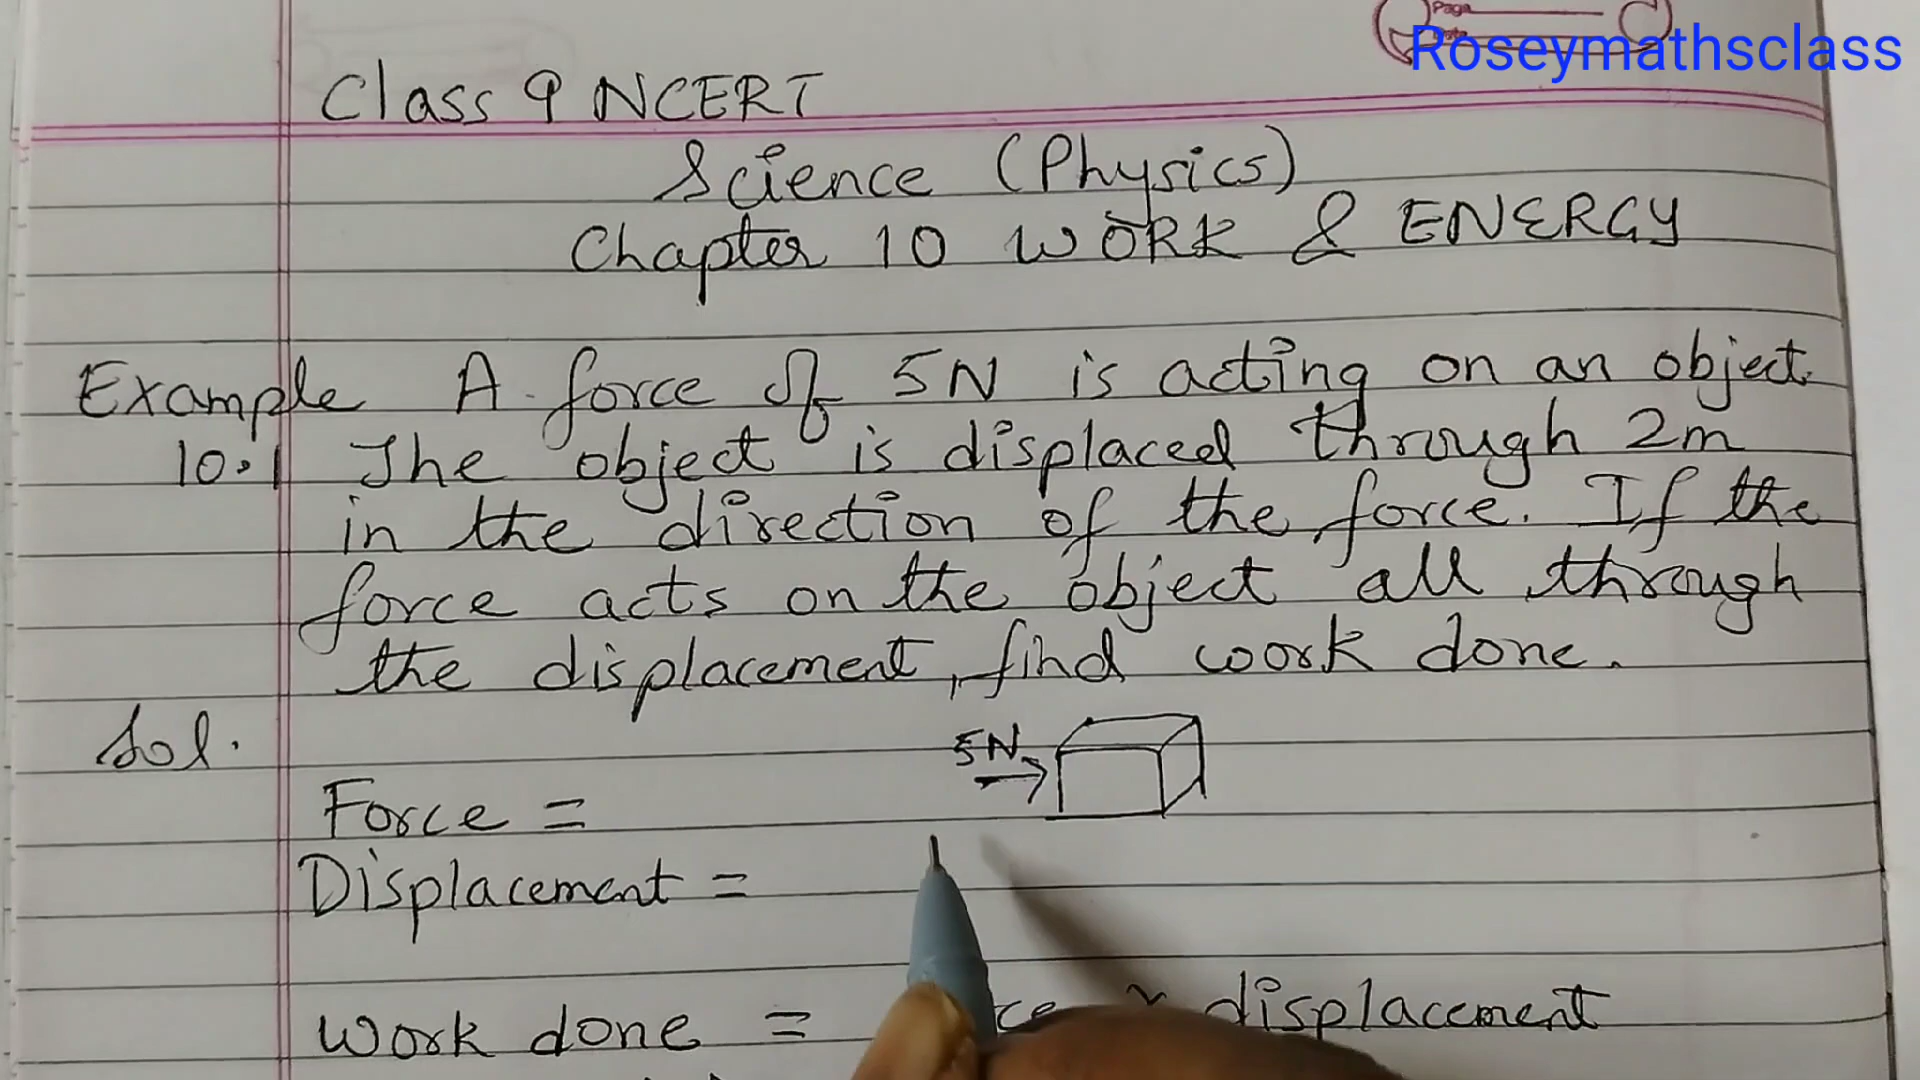 Page
Roseymathsclass
Class 9 NCERT
Science (Physics)
Chapter 10 WORK & ENERGY
Example A force of 5N is acting on an object.
10.1 The object is displaced through 2m
in the direction of the force. If the
force acts on the object all through
the displacement, find work done.
Sol.
5N
Force =
Displacement =
Work done = ce × displacement